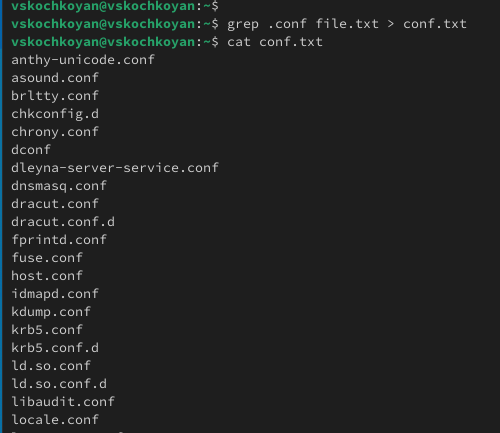 vskochkoyan@vskochkoyan:~$
vskochkoyan@vskochkoyan:~$ grep .conf file.txt > conf.txt
vskochkoyan@vskochkoyan:~$ cat conf.txt
anthy-unicode.conf
asound.conf
brltty.conf
chkconfig.d
chrony.conf
dconf
dleyna-server-service.conf
dnsmasq.conf
dracut.conf
dracut.conf.d
fprintd.conf
fuse.conf
host.conf
idmapd.conf
kdump.conf
krb5.conf
krb5.conf.d
ld.so.conf
ld.so.conf.d
libaudit.conf
locale.conf